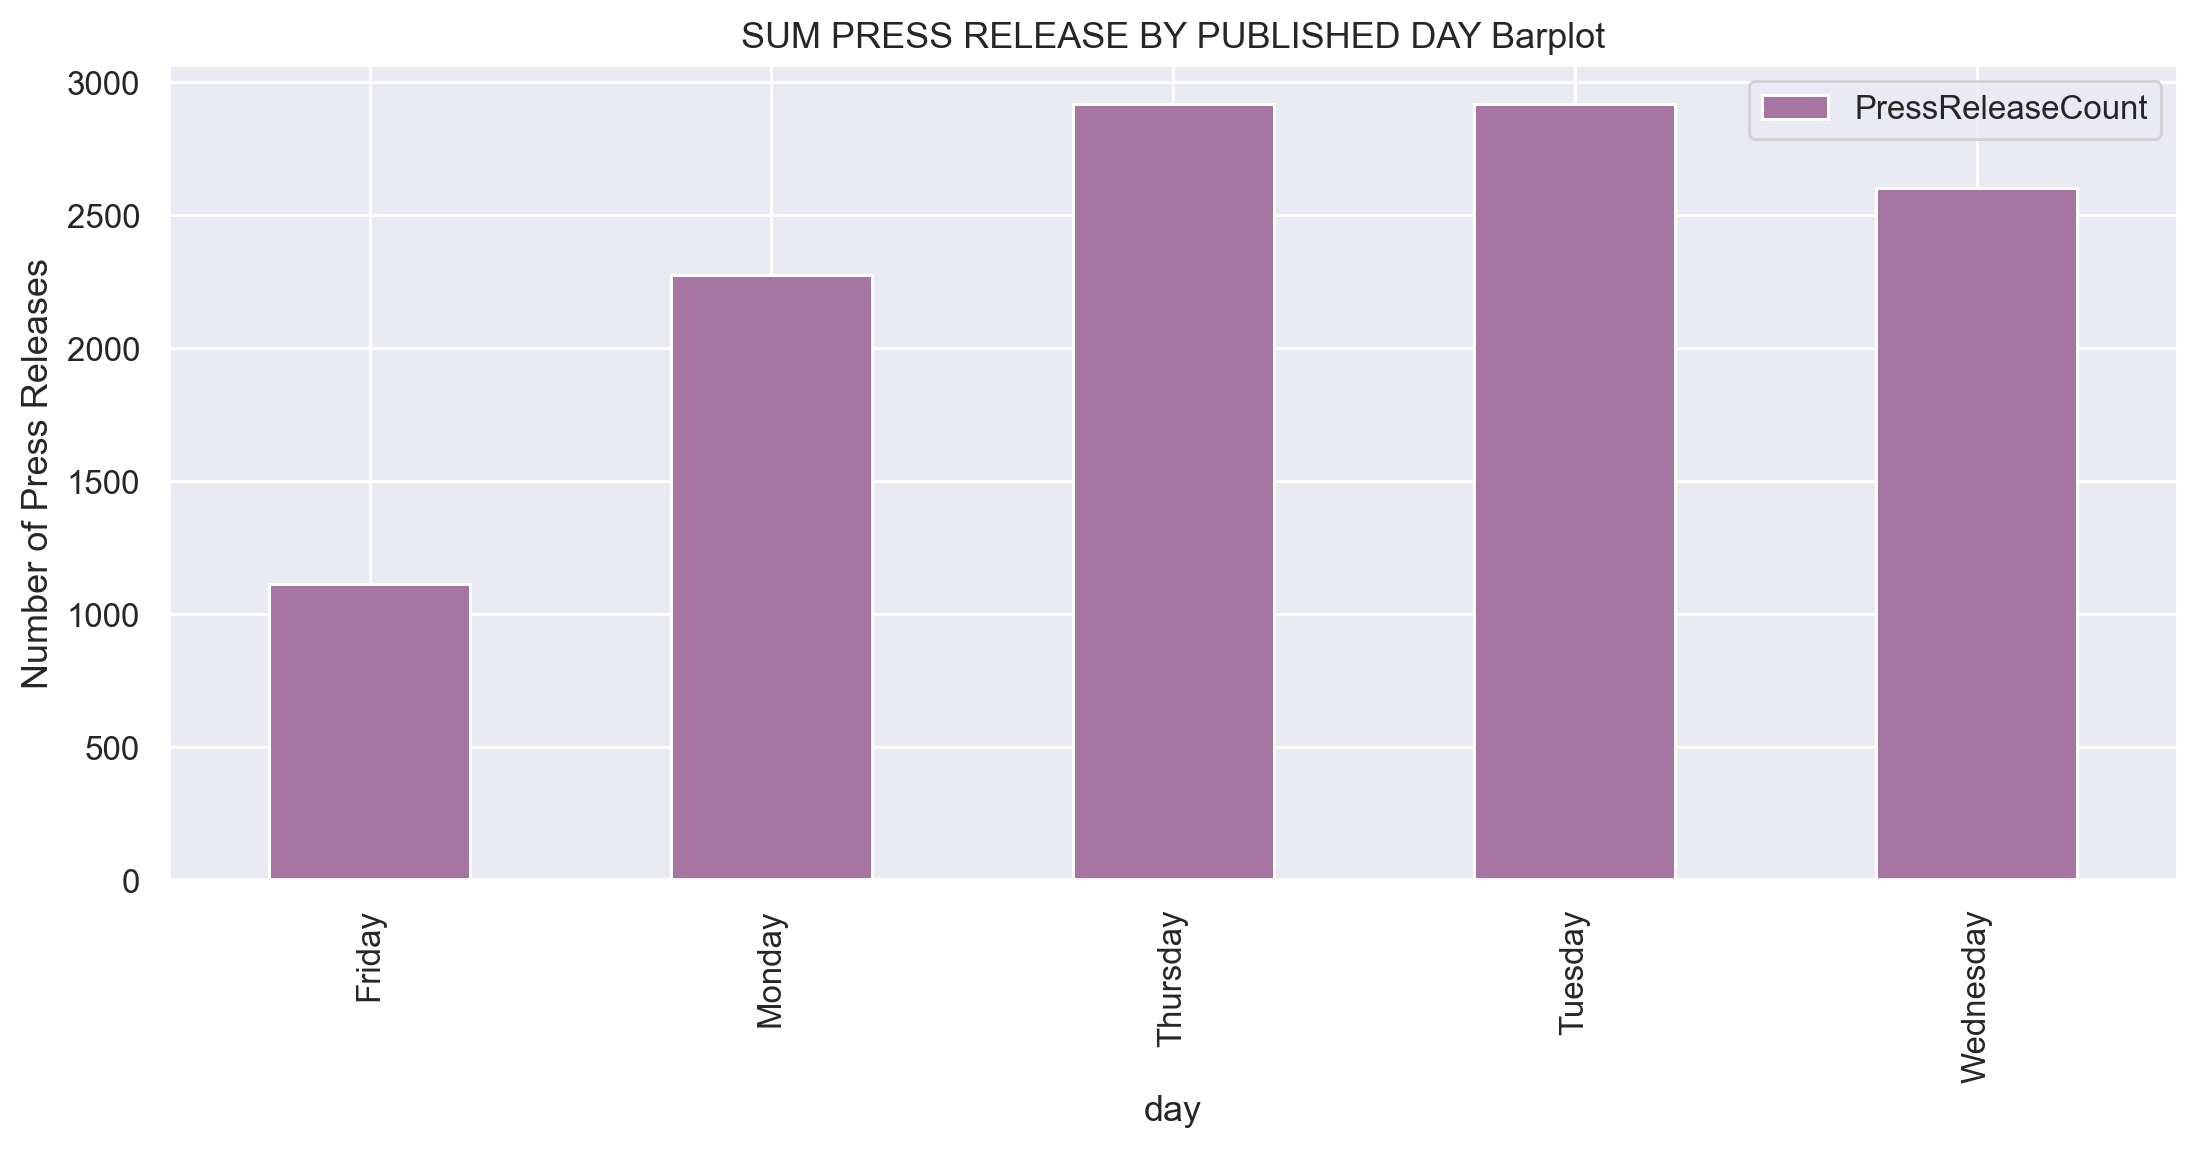 SUM PRESS RELEASE BY PUBLISHED DAY Barplot
PressReleaseCount
Number of Press Releases
3000
2500
2000
1500
1000
500
0
Friday
Monday
Thursday
Tuesday
Wednesday
day